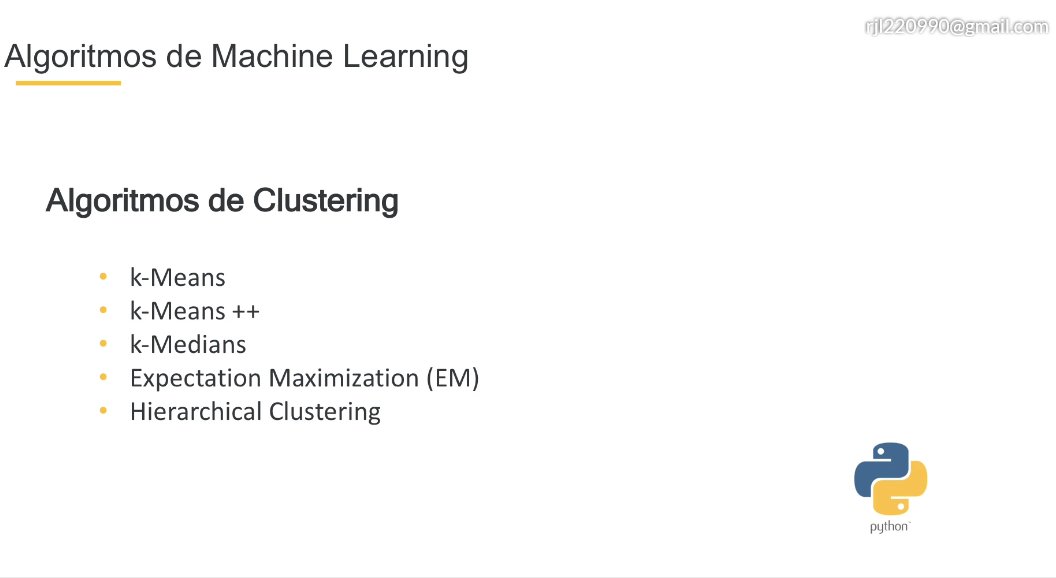 rjl220990@gmail.com
Algoritmos de Machine Learning
Algoritmos de Clustering
• k-Means
• k-Means ++
• k-Medians
• Expectation Maximization (EM)
• Hierarchical Clustering
python™